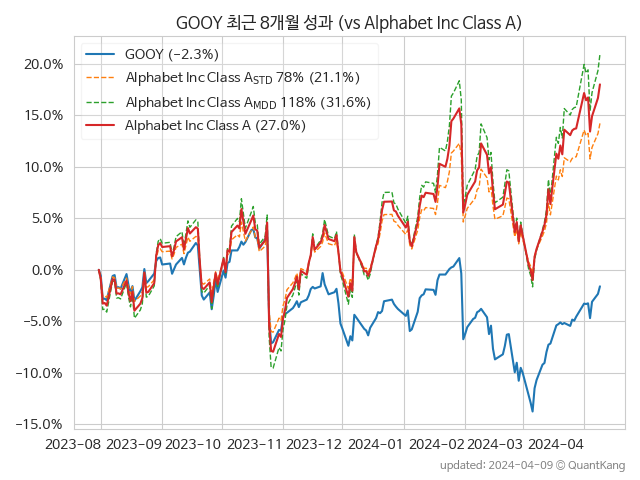 GOOY 최근 8개월 성과 (vs Alphabet Inc Class A)
GOOY (−2.3%)
Alphabet Inc Class A STD 78% (21.1%)
Alphabet Inc Class A MDD 118% (31.6%)
Alphabet Inc Class A (27.0%)
20.0%
15.0%
10.0%
5.0%
0.0%
−5.0%
−10.0%
−15.0%
2023-08 2023-09 2023-10 2023-11 2023-12 2024-01 2024-02 2024-03 2024-04
updated: 2024-04-09 © QuantKang